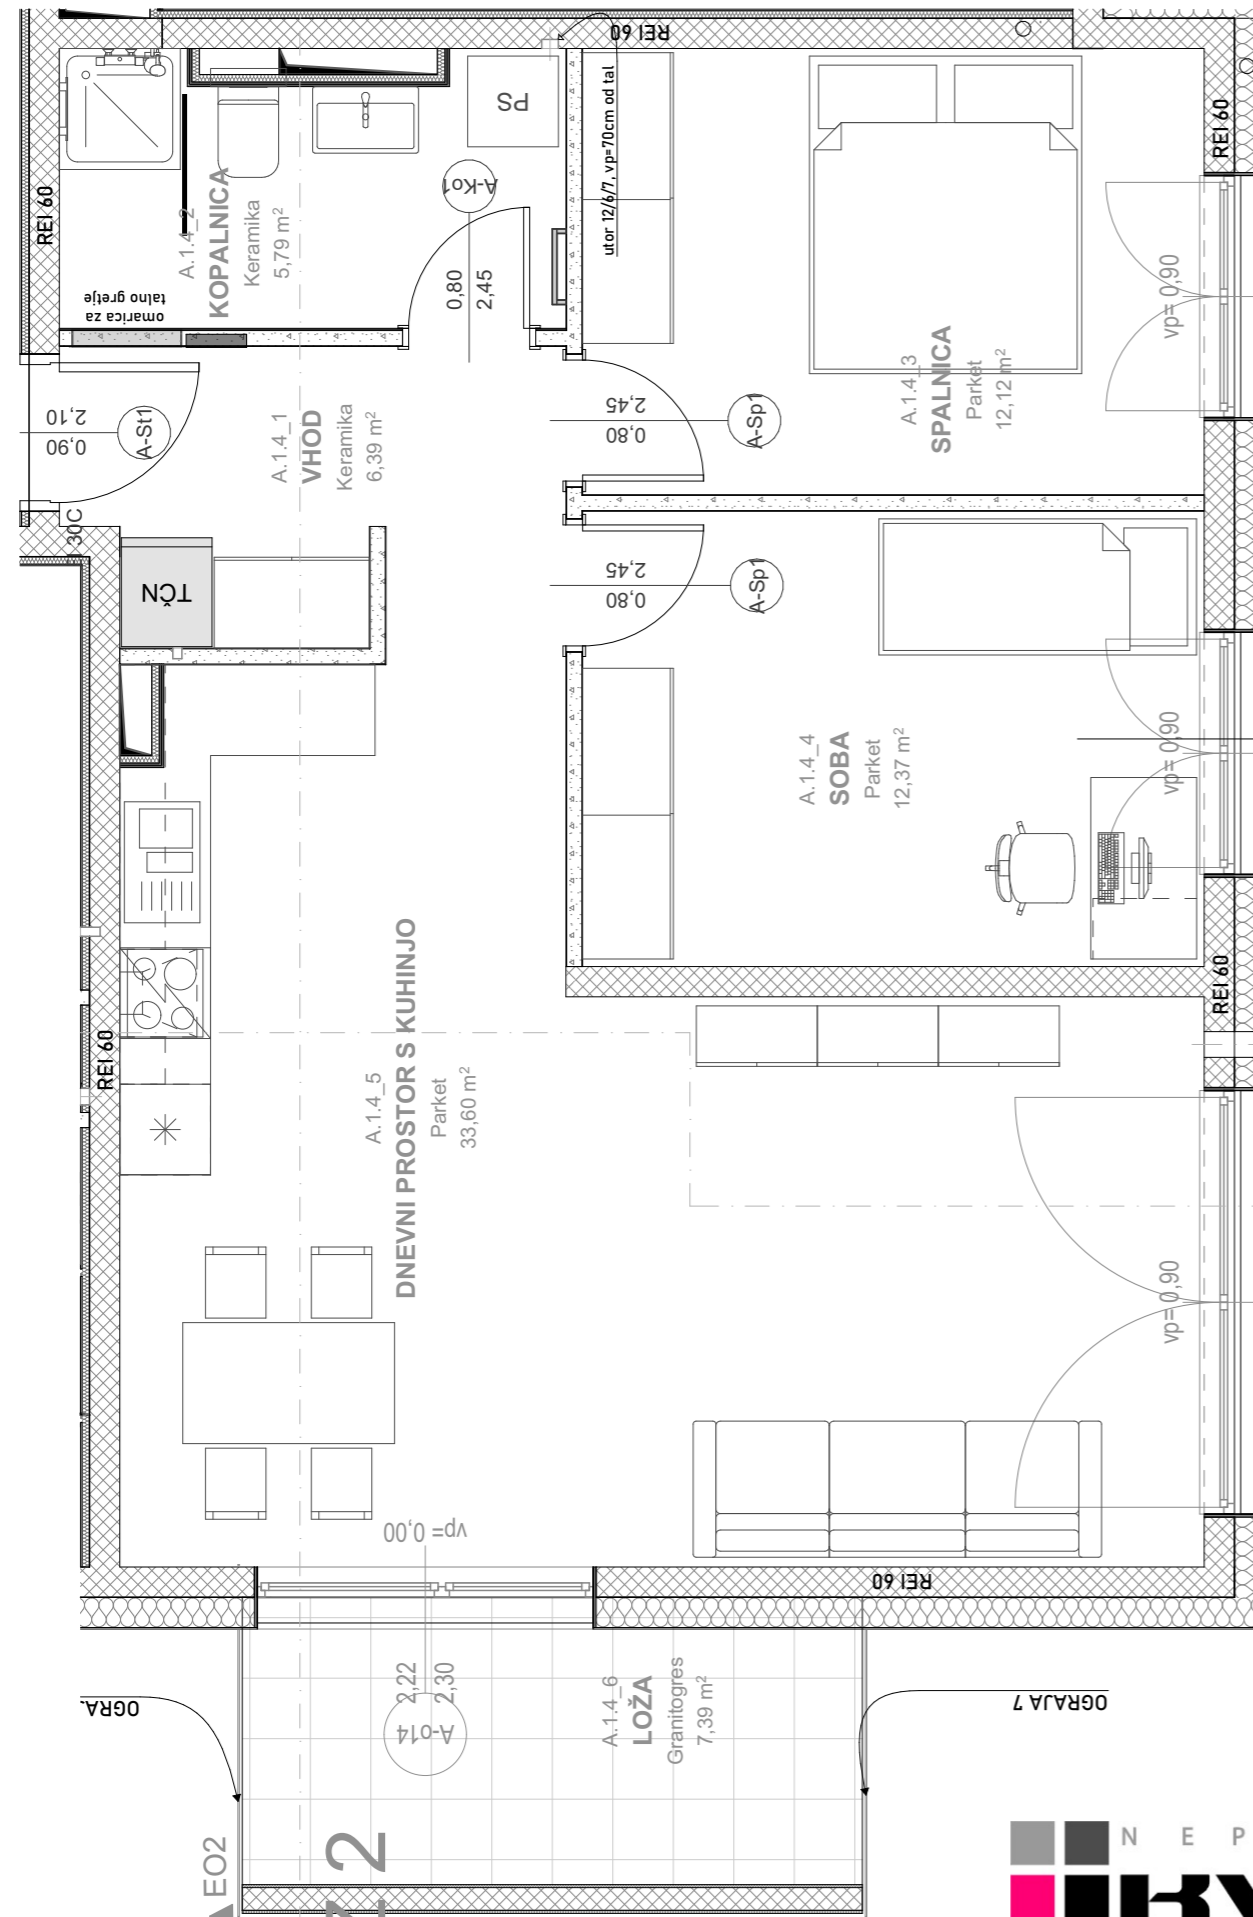 REI 60
REI 60
REI 60
PS
utor 12/6/7, vp=70cm od tal
A.1.4_2
KOPALNICA
Keramika
5,79 m²
A-Ko1
0,80
2,45
omarica za
talno gretje
0,90
2,10
A-St1
A.1.4_1
VHOD
Keramika
6,39 m²
0,80
2,45
A-Sp1
A.1.4_3
SPALNICA
Parket
12,12 m²
vp= 0,90
30C
TČN
0,80
2,45
A-Sp1
A.1.4_4
SOBA
Parket
12,37 m²
vp= 0,90
REI 60
REI 60
A.1.4_5
DNEVNI PROSTOR S KUHINJO
Parket
33,60 m²
vp= 0,90
vp= 0,00
REI 60
2,22
2,30
A-o14
A.1.4_6
LOŽA
Granitogres
7,39 m²
OGRAJ
OGRAJA 7
EO2
2
N E P